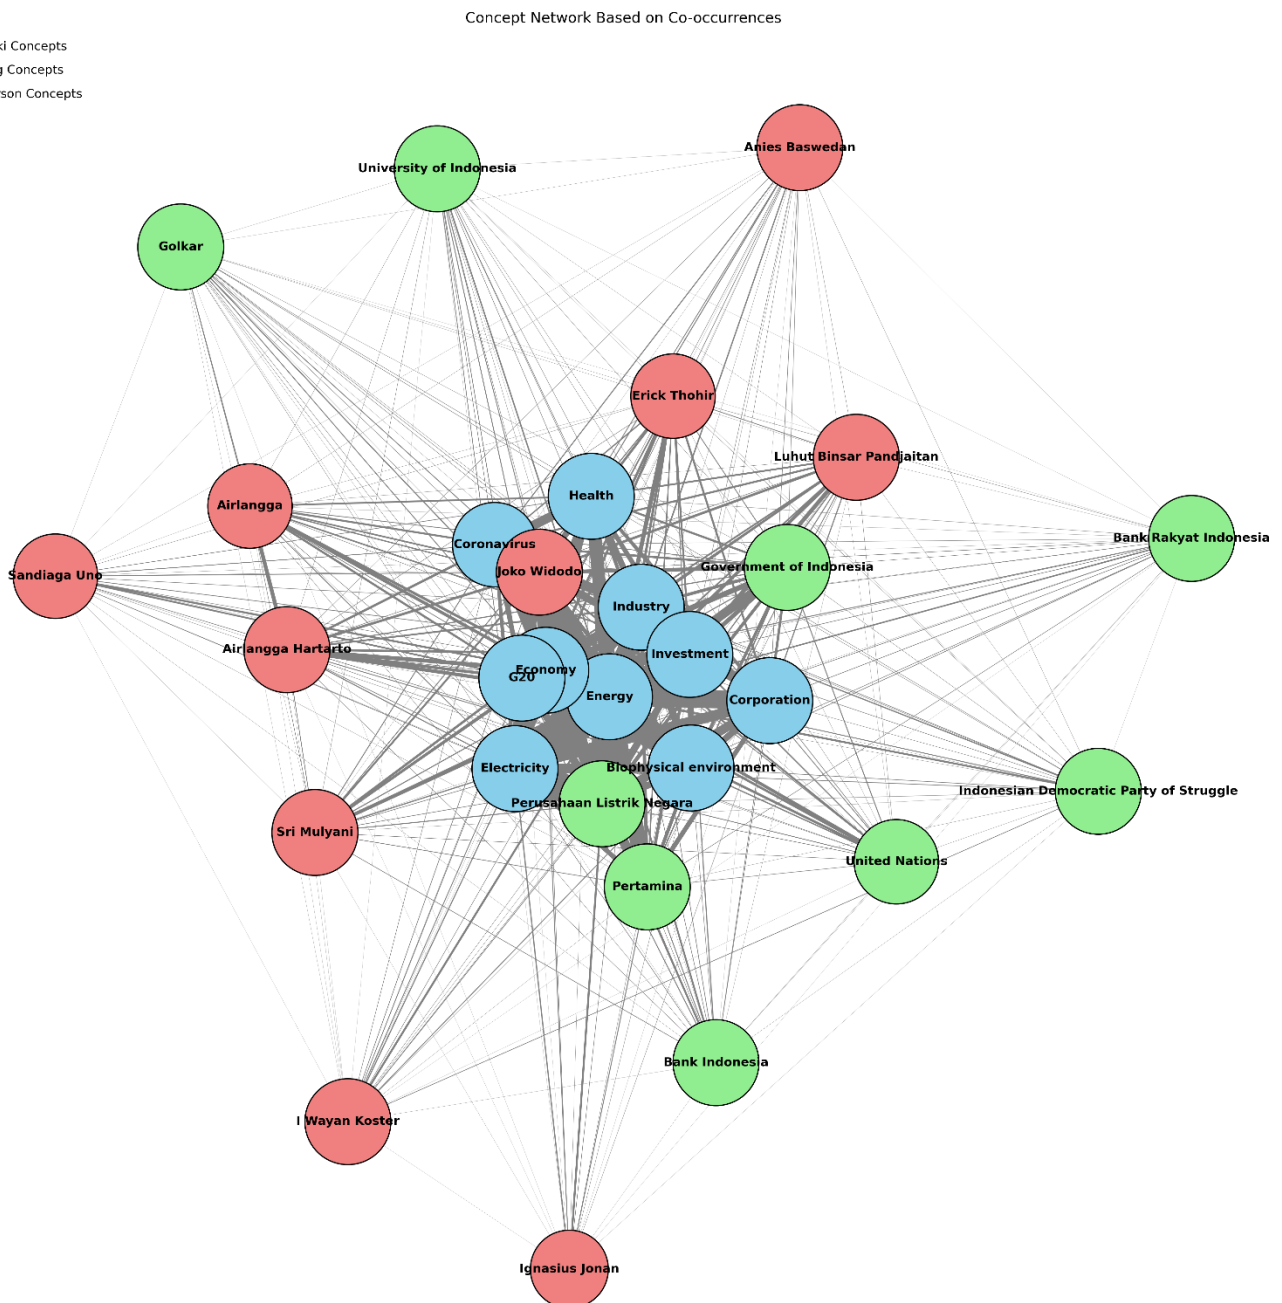 Concept Network Based on Co-occurrences
ki Concepts
g Concepts
rson Concepts
Anies Baswedan
University of Indonesia
Golkar
Erick Thohir
Luhut Binsar Pandjaitan
Health
Airlangga
Bank Rakyat Indonesia
Coronavirus
Government of Indonesia
Joko Widodo
Sandiaga Uno
Industry
Airlangga Hartarto
Investment
Economy
G20
Energy
Corporation
Electricity
Biophysical environment
Indonesian Democratic Party of Struggle
Perusahaan Listrik Negara
Sri Mulyani
United Nations
Pertamina
Bank Indonesia
I Wayan Koster
Ignasius Jonan